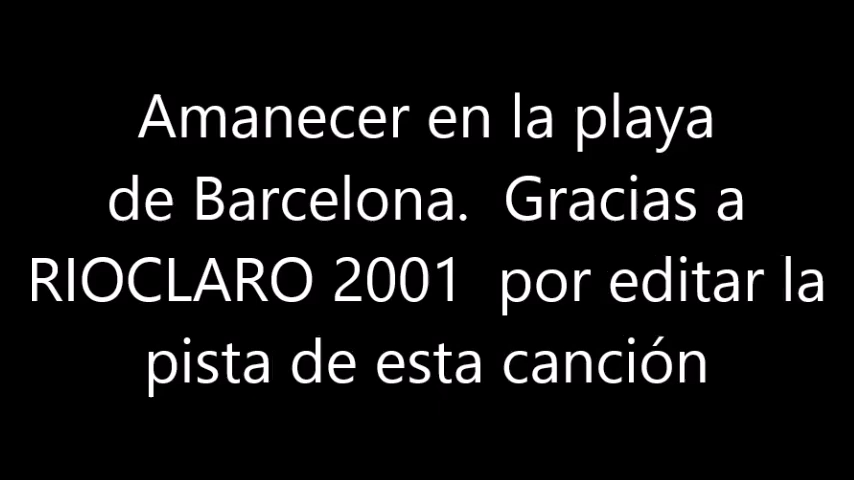 Amanecer en la playa
de Barcelona.  Gracias a
RIOCLARO 2001  por editar la
pista de esta canción